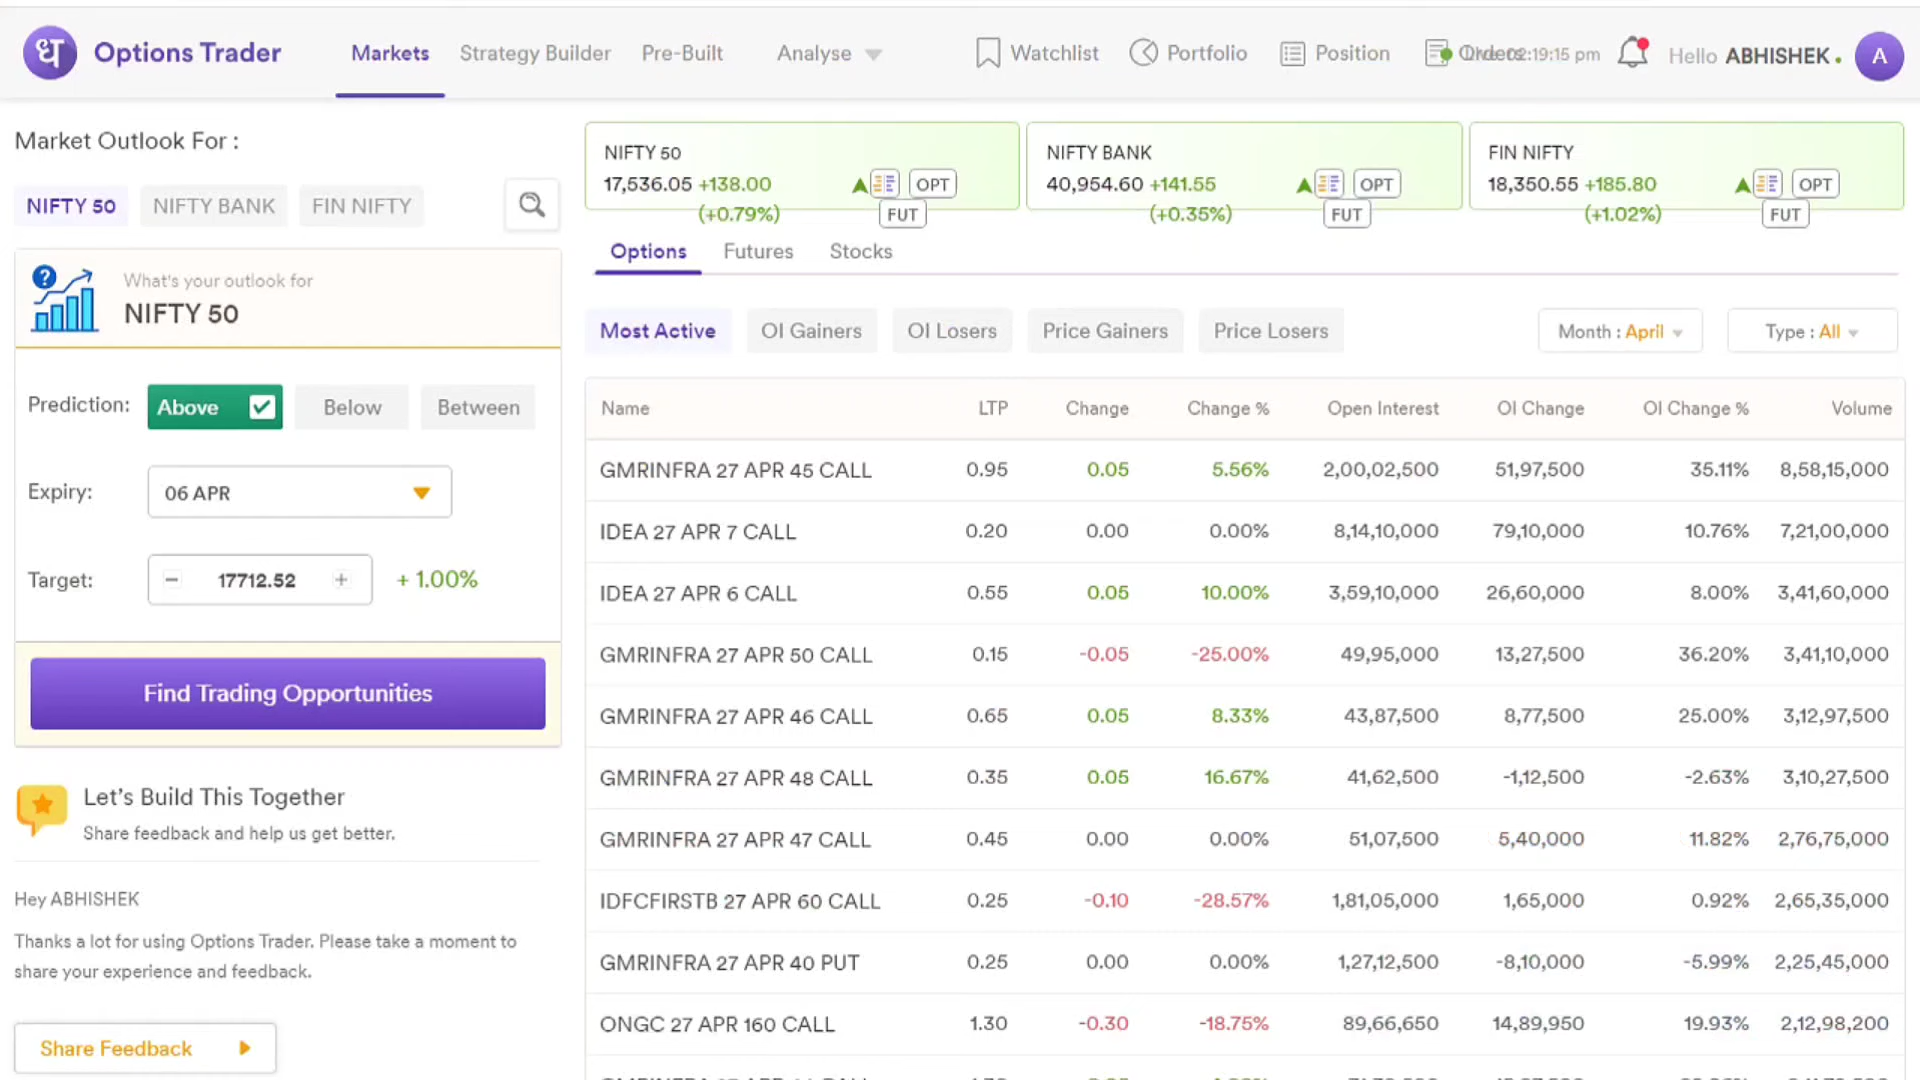 ध Options Trader Markets Strategy Builder Pre-Built Analyse Watchlist Portfolio Position Orders Live 02:19:15 pm Hello ABHISHEK A
Market Outlook For :
NIFTY 50 NIFTY BANK FIN NIFTY
What's your outlook for
NIFTY 50
Prediction: Above Below Between
Expiry: 06 APR
Target: − 17712.52 + + 1.00%
Find Trading Opportunities
Let's Build This Together
Share feedback and help us get better.
Hey ABHISHEK
Thanks a lot for using Options Trader. Please take a moment to
share your experience and feedback.
Share Feedback
NIFTY 50
17,536.05 +138.00 OPT
(+0.79%) FUT
NIFTY BANK
40,954.60 +141.55 OPT
(+0.35%) FUT
FIN NIFTY
18,350.55 +185.80 OPT
(+1.02%) FUT
Options Futures Stocks
Most Active OI Gainers OI Losers Price Gainers Price Losers Month : April Type : All
Name LTP Change Change % Open Interest OI Change OI Change % Volume
GMRINFRA 27 APR 45 CALL 0.95 0.05 5.56% 2,00,02,500 51,97,500 35.11% 8,58,15,000
IDEA 27 APR 7 CALL 0.20 0.00 0.00% 8,14,10,000 79,10,000 10.76% 7,21,00,000
IDEA 27 APR 6 CALL 0.55 0.05 10.00% 3,59,10,000 26,60,000 8.00% 3,41,60,000
GMRINFRA 27 APR 50 CALL 0.15 -0.05 -25.00% 49,95,000 13,27,500 36.20% 3,41,10,000
GMRINFRA 27 APR 46 CALL 0.65 0.05 8.33% 43,87,500 8,77,500 25.00% 3,12,97,500
GMRINFRA 27 APR 48 CALL 0.35 0.05 16.67% 41,62,500 -1,12,500 -2.63% 3,10,27,500
GMRINFRA 27 APR 47 CALL 0.45 0.00 0.00% 51,07,500 5,40,000 11.82% 2,76,75,000
IDFCFIRSTB 27 APR 60 CALL 0.25 -0.10 -28.57% 1,81,05,000 1,65,000 0.92% 2,65,35,000
GMRINFRA 27 APR 40 PUT 0.25 0.00 0.00% 1,27,12,500 -8,10,000 -5.99% 2,25,45,000
ONGC 27 APR 160 CALL 1.30 -0.30 -18.75% 89,66,650 14,89,950 19.93% 2,12,98,200